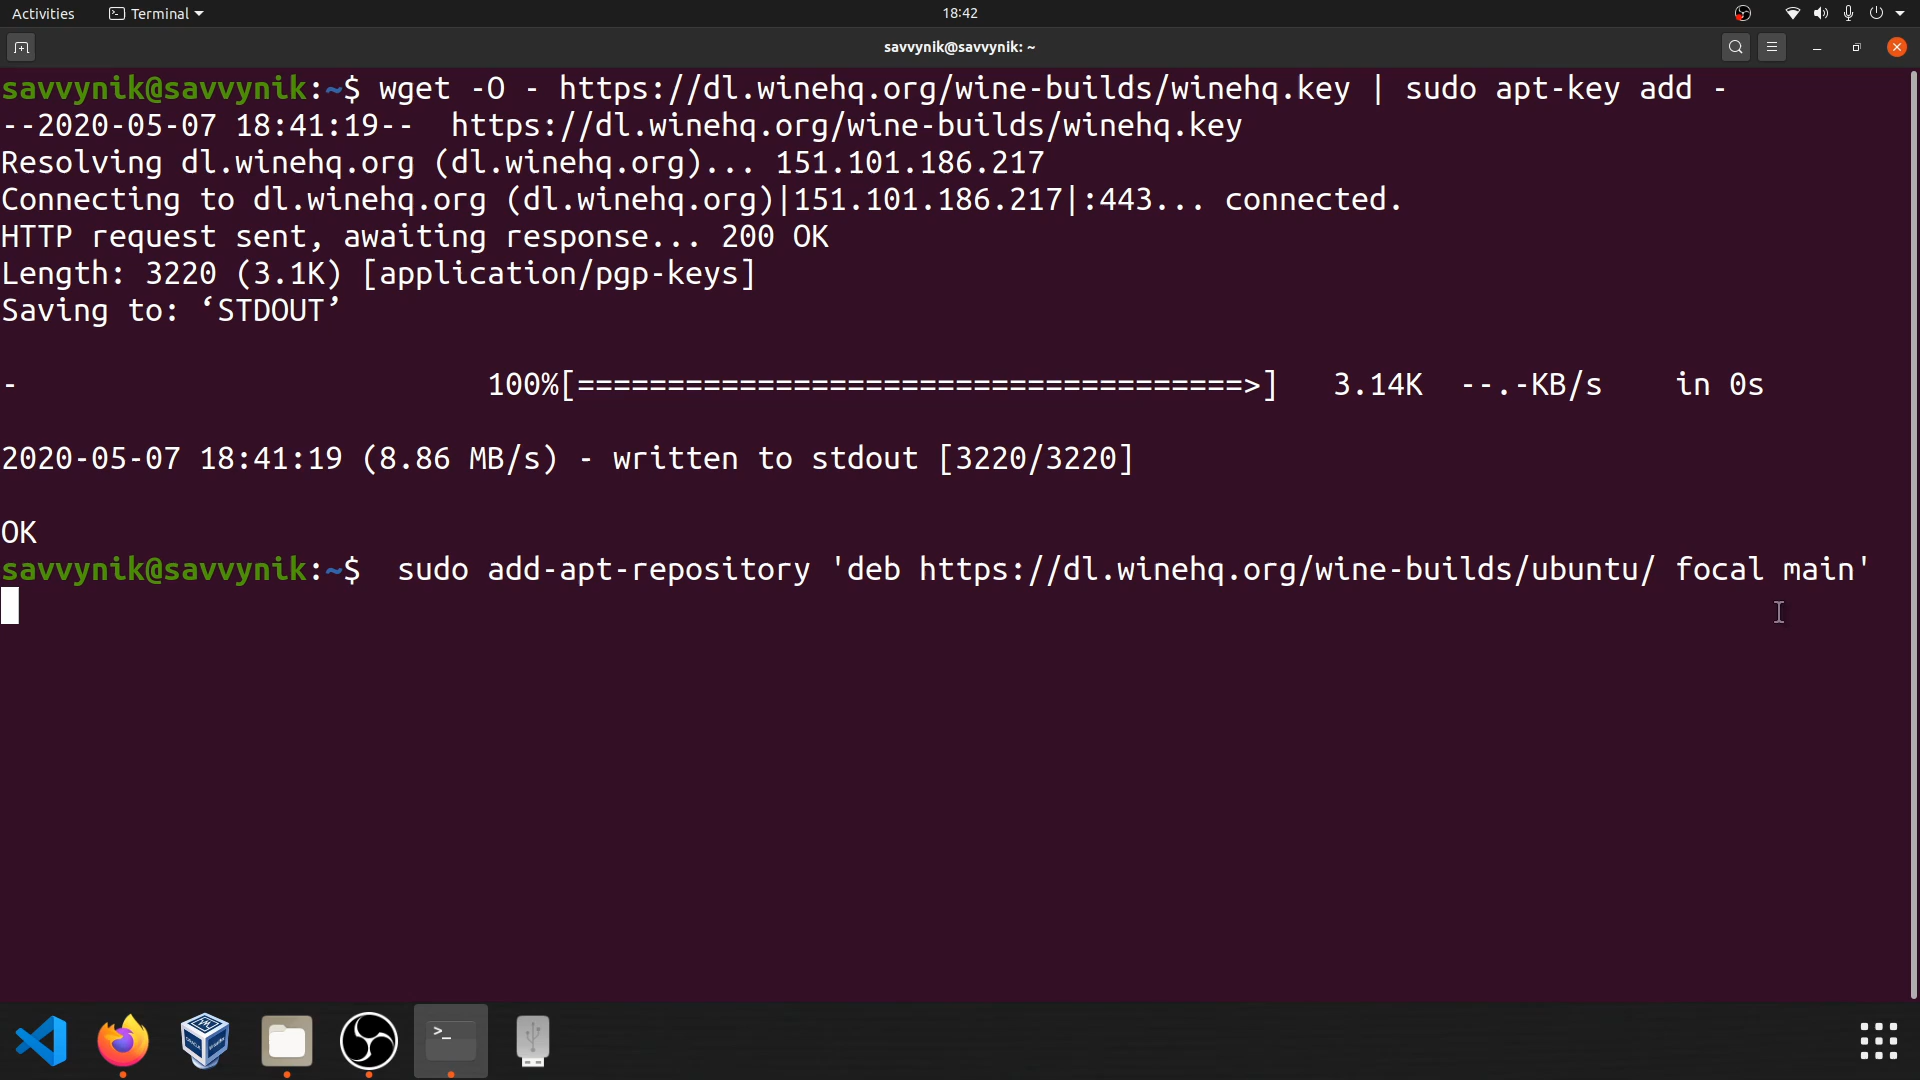 Activities Terminal 18:42
savvynik@savvynik: ~
savvynik@savvynik:~$ wget -O - https://dl.winehq.org/wine-builds/winehq.key | sudo apt-key add -
--2020-05-07 18:41:19--  https://dl.winehq.org/wine-builds/winehq.key
Resolving dl.winehq.org (dl.winehq.org)... 151.101.186.217
Connecting to dl.winehq.org (dl.winehq.org)|151.101.186.217|:443... connected.
HTTP request sent, awaiting response... 200 OK
Length: 3220 (3.1K) [application/pgp-keys]
Saving to: ‘STDOUT’
- 100%[=====================================>] 3.14K --.-KB/s in 0s
2020-05-07 18:41:19 (8.86 MB/s) - written to stdout [3220/3220]
OK
savvynik@savvynik:~$  sudo add-apt-repository 'deb https://dl.winehq.org/wine-builds/ubuntu/ focal main'